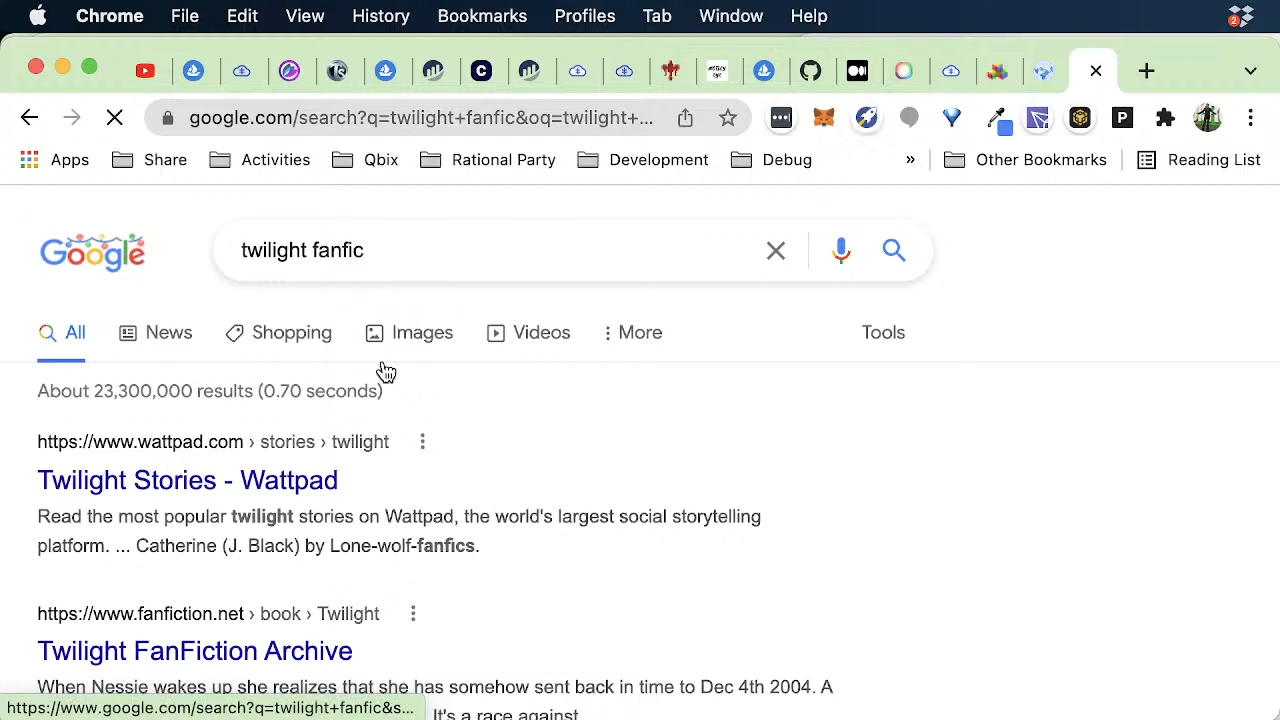 Chrome File Edit View History Bookmarks Profiles Tab Window Help 2
google.com/search?q=twilight+fanfic&oq=twilight+...
P
Apps Share Activities Qbix Rational Party Development Debug » Other Bookmarks Reading List
Google twilight fanfic
All News Shopping Images Videos More Tools
About 23,300,000 results (0.70 seconds)
https://www.wattpad.com › stories › twilight
Twilight Stories - Wattpad
Read the most popular twilight stories on Wattpad, the world's largest social storytelling
platform. ... Catherine (J. Black) by Lone-wolf-fanfics.
https://www.fanfiction.net › book › Twilight
Twilight FanFiction Archive
When Nessie wakes up she realizes that she has somehow sent back in time to Dec 4th 2004. A
https://www.google.com/search?q=twilight+fanfic&s... It's a race against